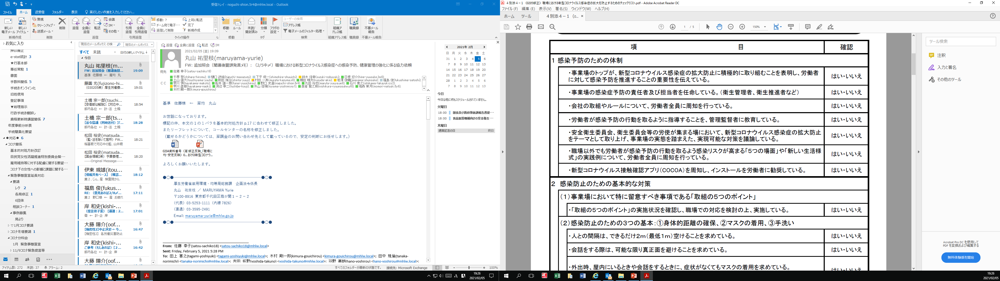 受信トレイ - noguchi-shion.5r4@mhlw.local - Outlook
ファイル ホーム 送受信 フォルダー 表示 実行したい作業を入力してください...
新しい電子メール
新しいアイテム
新規作成
無視
クリーンアップ
迷惑メール
削除
削除
返信
全員に返信
転送
会議
IM
その他
返信
引用返信
全員に引用返信
引用返信
移動: ?
チーム宛て電子...
返信して削除
上司に転送
完了
新規作成
クイック操作
移動
ルール
移動
未読/開封済み
分類
フラグの設定
タグ
ユーザーの検索
アドレス帳
電子メールのフィルター処理
検索
組織アドレス帳
組織アドレス帳
職員録
職員録
不審メール報告
不審メール報告
お気に入り
押印廃止
e-stat統計 3
★行革本部
専任常駐 1
書面
手数料関係 5
手続きオンライン化
旧姓使用
登記事項
▼総理指示
行政手続き棚卸し
資格更新時講習関係 7
年度事前分析表
手続簡素化要望
●対応● 6
コロナ関係
基本的対処方針改訂
自民党女性活躍推進特別委員会緊...
雇用維持等に対する配慮に関する要望...
コロナ下の女性への影響と課題に関する...
緊急事態宣言延長対応
要請
レク 2
各局修正 1
6団体
相談コーナー 1
事例募集
局より
▽1月コロナ要請
コロナ冬場要請 1
コロナ分科会
1月 緊急事態宣言
11/9コロナ緊急提言等
アイテム数: 272 未読: 37 アラーム: 2
現在のメールボックス の検... 現在のメールボックス
すべて 未読 日付の新しいアイテム ↓
今日
丸山 祐里枝(m...
FW: 追加照会（閣議後冒... 19:09
基準 佐藤様 ← 雇均 丸
藤園 光(fujizono-hi...
（030205衆）厚生労働委... 19:01
土橋 宗一郎(tsuchi...
【安衛部は解除】:【対応中... 18:54
部内各位 ← 計・法 土橋
土橋 宗一郎(ts...
【法令協議（同時送付）】「... 18:28
部内各位 ← 計・法 土橋
松田 裕史(matsuda...
（監・法を除いて居所）FW... 18:21
稲富君で対応中の監、山井君
松田 裕史(matsuda...
【国会情報】衆）予算委理... 18:20
-----Original Message-----
伊東 規雄(itou...
【情報共有ベース】（確認... 18:12
業２、じん、産 検査院から、
福島 俊(fukus...
RE: （意見あれば2/8〆... 17:11
業２ 野口様 ← 産 お疲れ
岸 和史(kishi-...
（提言骨子案）【議連：2... 17:01
衛 ← 計・企 岸
大藤 陽介(oof...
【機密性2】中止決定→ 今... 16:47
【機密性2】 各労働災害防止
岸 和史(kishi-...
ご参考（もしあれば）【２... 16:42
部内各位 ← 計・企 岸
大藤 陽介(oof...
返信 全員に返信 転送 IM
2021/02/05 (金) 19:09
丸山 祐里枝(maruyama-yurie)
FW: 追加照会（閣議後冒頭発言メモ）: （2/5中〆）職場における新型コロナウイルス感染症への感染予防、健康管理の強化に係る協力依頼
宛先 佐藤 幸子(satou-sachiko18)
ＣＣ
木村 剛一郎(kimura-gouichirou)
基準 佐藤様 ← 雇均 丸山
お世話になっております。
標記の件、本文の１の１パラを基本的対処方針 p.17 に合わせて修正しました。
またリーフレットについて、コールセンターの名称を修正しました。
（載せるかどうかについては、雇調金のお問い合わせ先として載っているので、安定の判断にお任せします。）
0204資料番号（雇均・安定反映）0...
修正反映_「職場における新型コロナウ...
よろしくお願いいたします。
●○●――――――――――●○●
厚生労働省雇用環境・均等局総務課 企画法令係長
丸山 祐里枝 ／ MARUYAMA Yurie
〒100-8916 東京都千代田区霞が関１－２－２
（代表）03-5253-1111（内線 7826）
（直通）03-3595-2491
Email: maruyama-yurie@mhlw.go.jp
●○●――――――――――●○●
From: 佐藤 幸子(satou-sachiko18) <satou-sachiko18@mhlw.local>
Sent: Friday, February 5, 2021 5:28 PM
To: 田上 喜之(tagami-yoshiyuki) <tagami-yoshiyuki@mhlw.local>; 木村 剛一郎(kimura-gouichirou) <kimura-gouichirou@mhlw.local>; 田中 規倫(tanaka-
norimichi) <tanaka-norimichi@mhlw.local>; 吉田 拓野(yoshida-takuno) <yoshida-takuno@mhlw.local>; 羽野 嘉朗(hano-yoshirou) <hano-yoshirou@mhlw.local>;
すべてのフォルダーが最新の状態です。 接続先: Microsoft Exchange 100%
2021年 2月
日 月 火 水 木 金 土
31 1 2 3 4 5 6
7 8 9 10 11 12 13
14 15 16 17 18 19 20
21 22 23 24 25 26 27
28 1 2 3 4 5 6
7 8 9 10 11 12 13
今日
今日は他に何もスケジュールされていません。
火曜日
18:00 国会及び政府事故調報告書提...
18:00 食品製造職種向けの安全衛生...
木曜日
建国記念の日 終日
19:26
2021/02/05
４別添４－１（0205修正）職場における新型コロナウイルス感染症の拡大を防止するためのチェックリスト.pdf - Adobe Acrobat Reader DC
ファイル (F) 編集 (E) 表示(V) 署名(S) ウィンドウ(W) ヘルプ(H)
ホーム ツール ４別添４－１（0... ×
1 / 5 150%
項 目 確認
１ 感染予防のための体制
・事業場のトップが、新型コロナウイルス感染症の拡大防止に積極的に取り組むことを表明し、労働者
に対して感染予防を推進することの重要性を伝えている。 はい・いいえ
・事業場の感染症予防の責任者及び担当者を任命している。（衛生管理者、衛生推進者など） はい・いいえ
・会社の取組やルールについて、労働者全員に周知を行っている。 はい・いいえ
・労働者が感染予防の行動を取るように指導することを、管理監督者に教育している。 はい・いいえ
・安全衛生委員会、衛生委員会等の労使が集まる場において、新型コロナウイルス感染症の拡大防止
をテーマとして取り上げ、事業場の実態を踏まえた、実現可能な対策を議論している。 はい・いいえ
・職場以外でも労働者が感染予防の行動を取るよう感染リスクが高まる「５つの場面」や「新しい生活様
式」の実践例について、労働者全員に周知を行っている。 はい・いいえ
・新型コロナウイルス接触確認アプリ（COCOA）を周知し、インストールを労働者に勧奨している。 はい・いいえ
２ 感染防止のための基本的な対策
（１）事業場において特に留意すべき事項である「取組の５つのポイント」
・「取組の５つのポイント」の実施状況を確認し、職場での対応を検討の上、実施している。 はい・いいえ
（２）感染防止のための３つの基本：①身体的距離の確保、②マスクの着用、③手洗い
・人との間隔は、できるだけ２ｍ（最低１ｍ）空けることを求めている。 はい・いいえ
・会話をする際は、可能な限り真正面を避けることを求めている。 はい・いいえ
・外出時、屋内にいるときや会話をするときに、症状がなくてもマスクの着用を求めている。 はい・いいえ
ツール検索
注釈
入力と署名
その他のツール
Acrobat Pro DC を使用して
PDF を変換および編集する
無料体験版を開始
19:26
2021/02/05